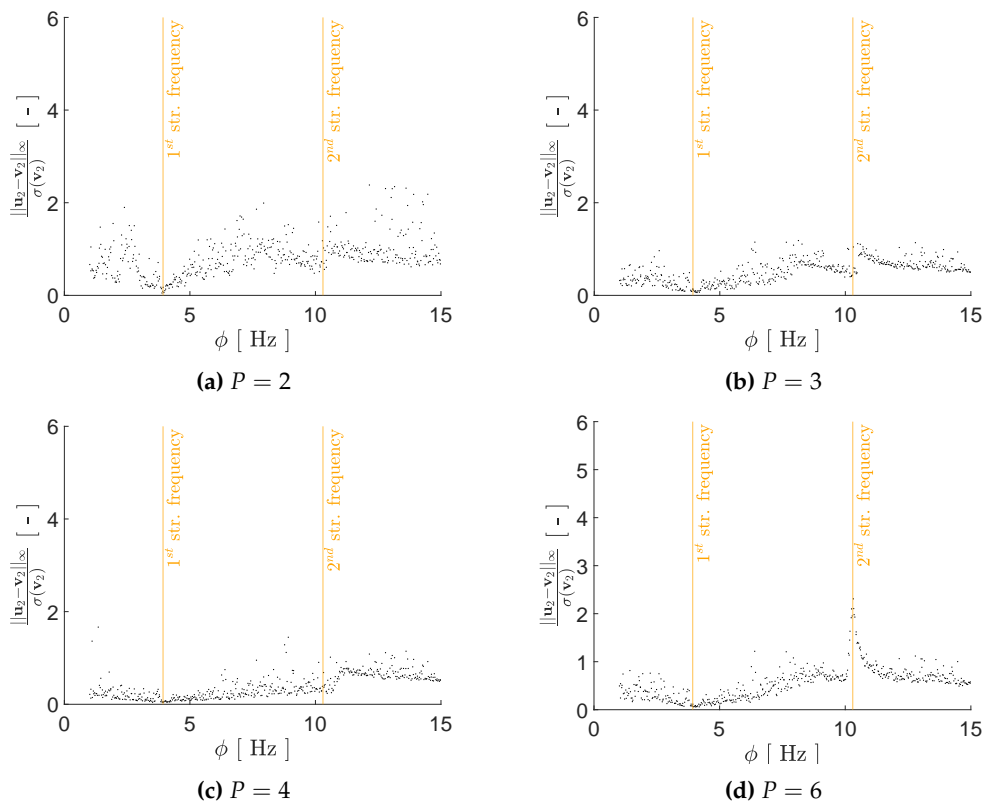 6
4
2
0
0
5
10
15
||u₂−v₂||∞ / σ(v₂) [ - ]
1ˢᵗ str. frequency
2ⁿᵈ str. frequency
ϕ [ Hz ]
(a) P = 2
6
4
2
0
0
5
10
15
||u₂−v₂||∞ / σ(v₂) [ - ]
1ˢᵗ str. frequency
2ⁿᵈ str. frequency
ϕ [ Hz ]
(b) P = 3
6
4
2
0
0
5
10
15
||u₂−v₂||∞ / σ(v₂) [ - ]
1ˢᵗ str. frequency
2ⁿᵈ str. frequency
ϕ [ Hz ]
(c) P = 4
6
5
4
3
2
1
0
0
5
10
15
||u₂−v₂||∞ / σ(v₂) [ - ]
1ˢᵗ str. frequency
2ⁿᵈ str. frequency
ϕ [ Hz ]
(d) P = 6